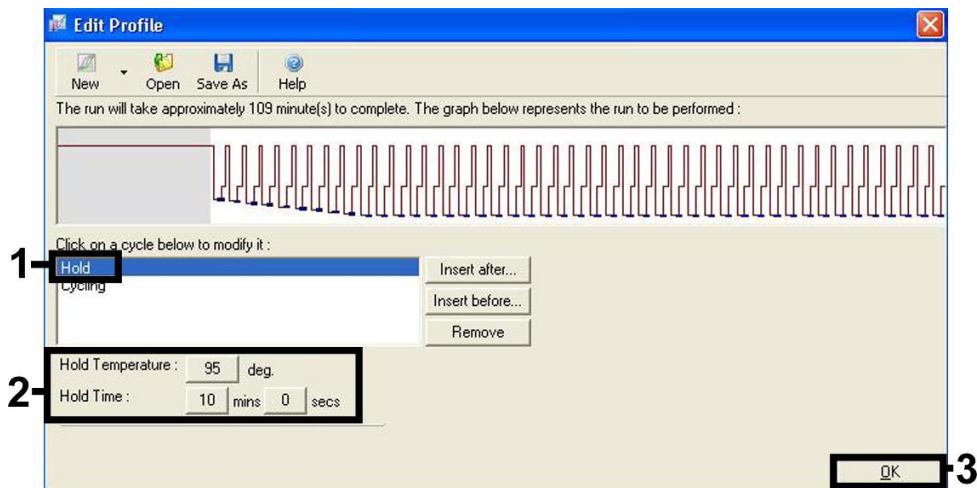 Edit Profile
New Open Save As Help
The run will take approximately 109 minute(s) to complete. The graph below represents the run to be performed :
Click on a cycle below to modify it :
1
Hold
Cycling
Insert after...
Insert before...
Remove
2
Hold Temperature : 95 deg.
Hold Time : 10 mins 0 secs
OK
3